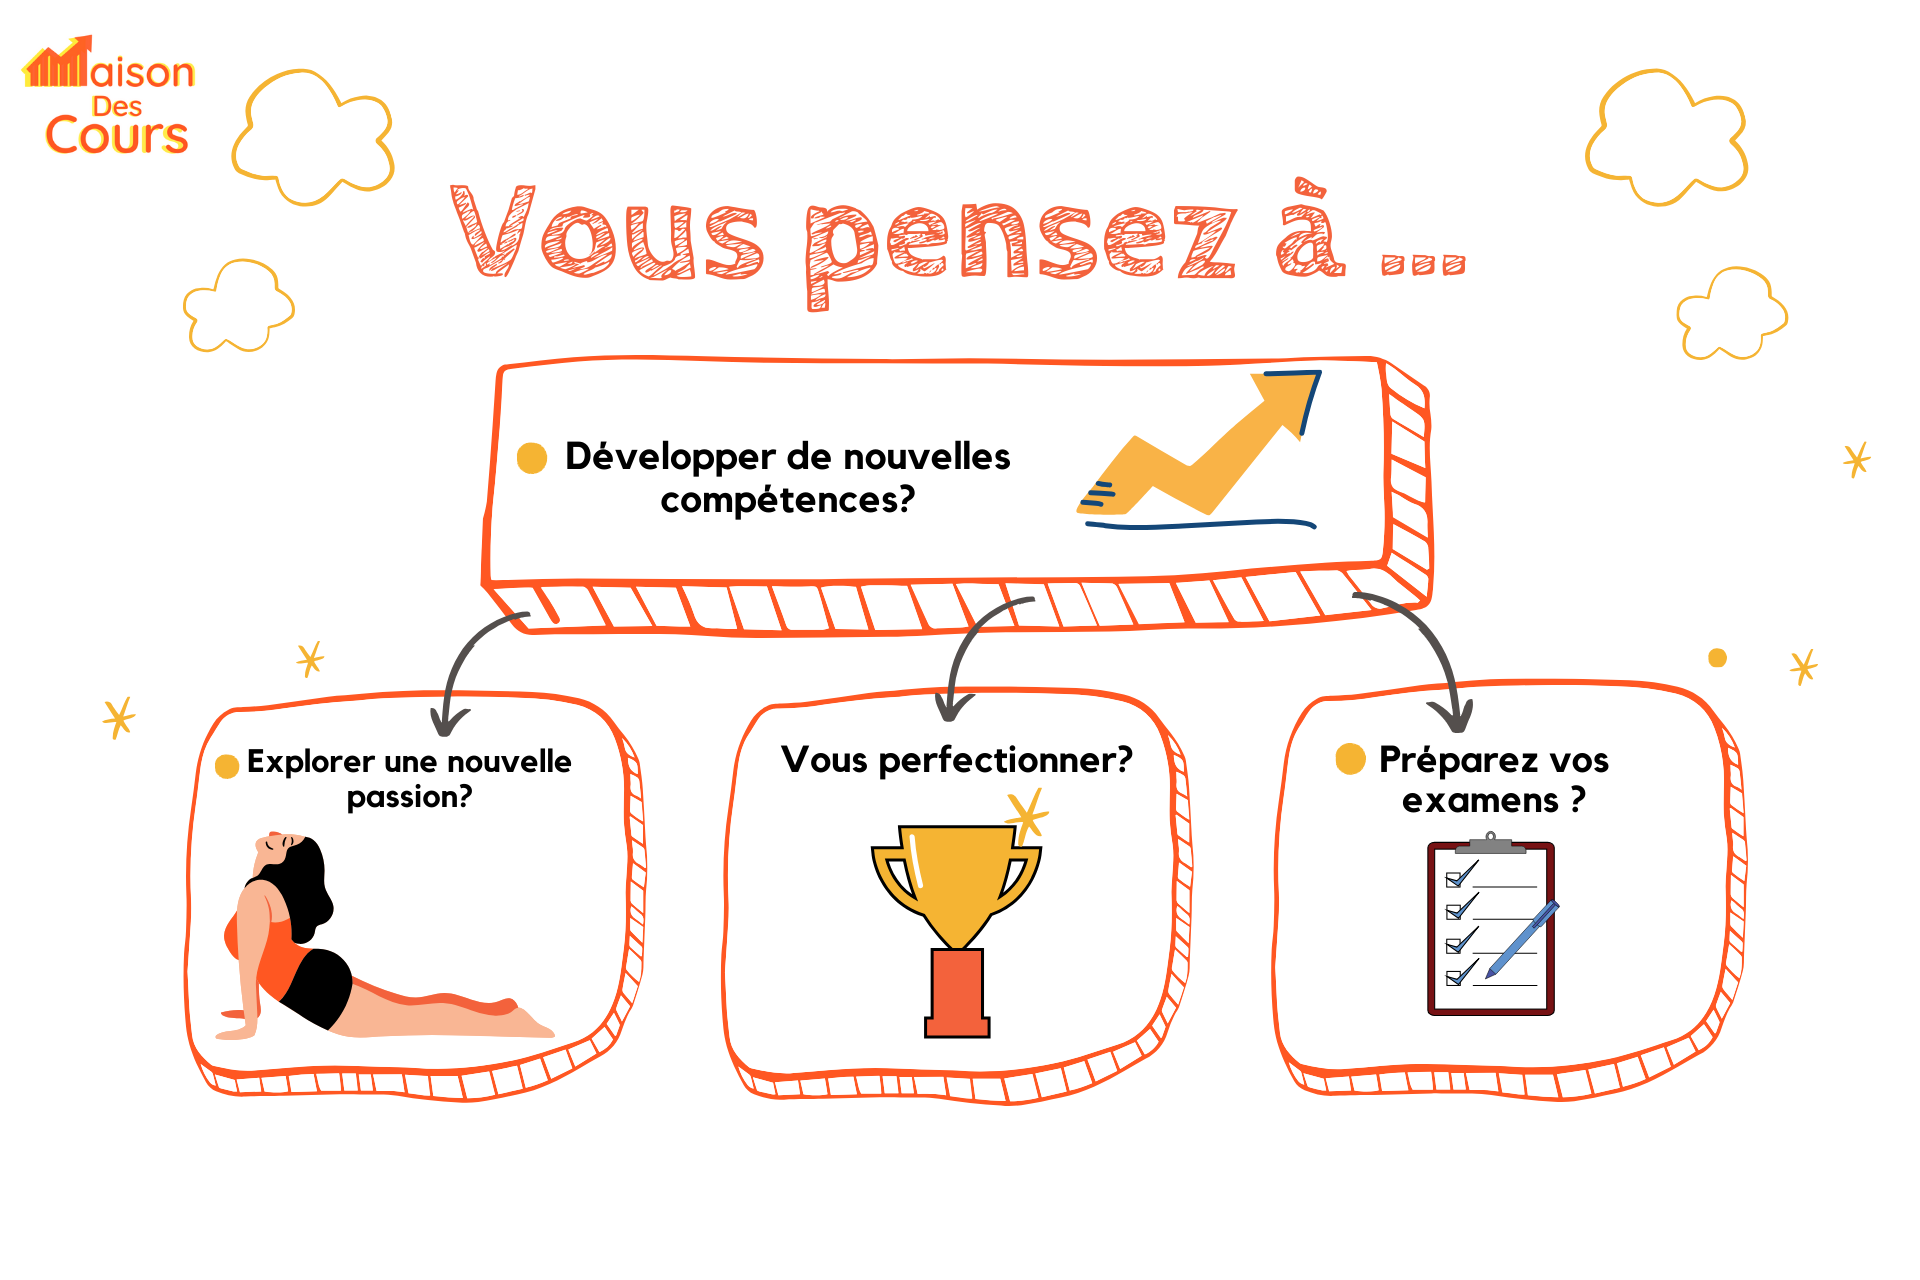 Maison
Des
Cours
Vous pensez à ...
Développer de nouvelles
compétences?
Explorer une nouvelle
passion?
Vous perfectionner?
Préparez vos
examens ?